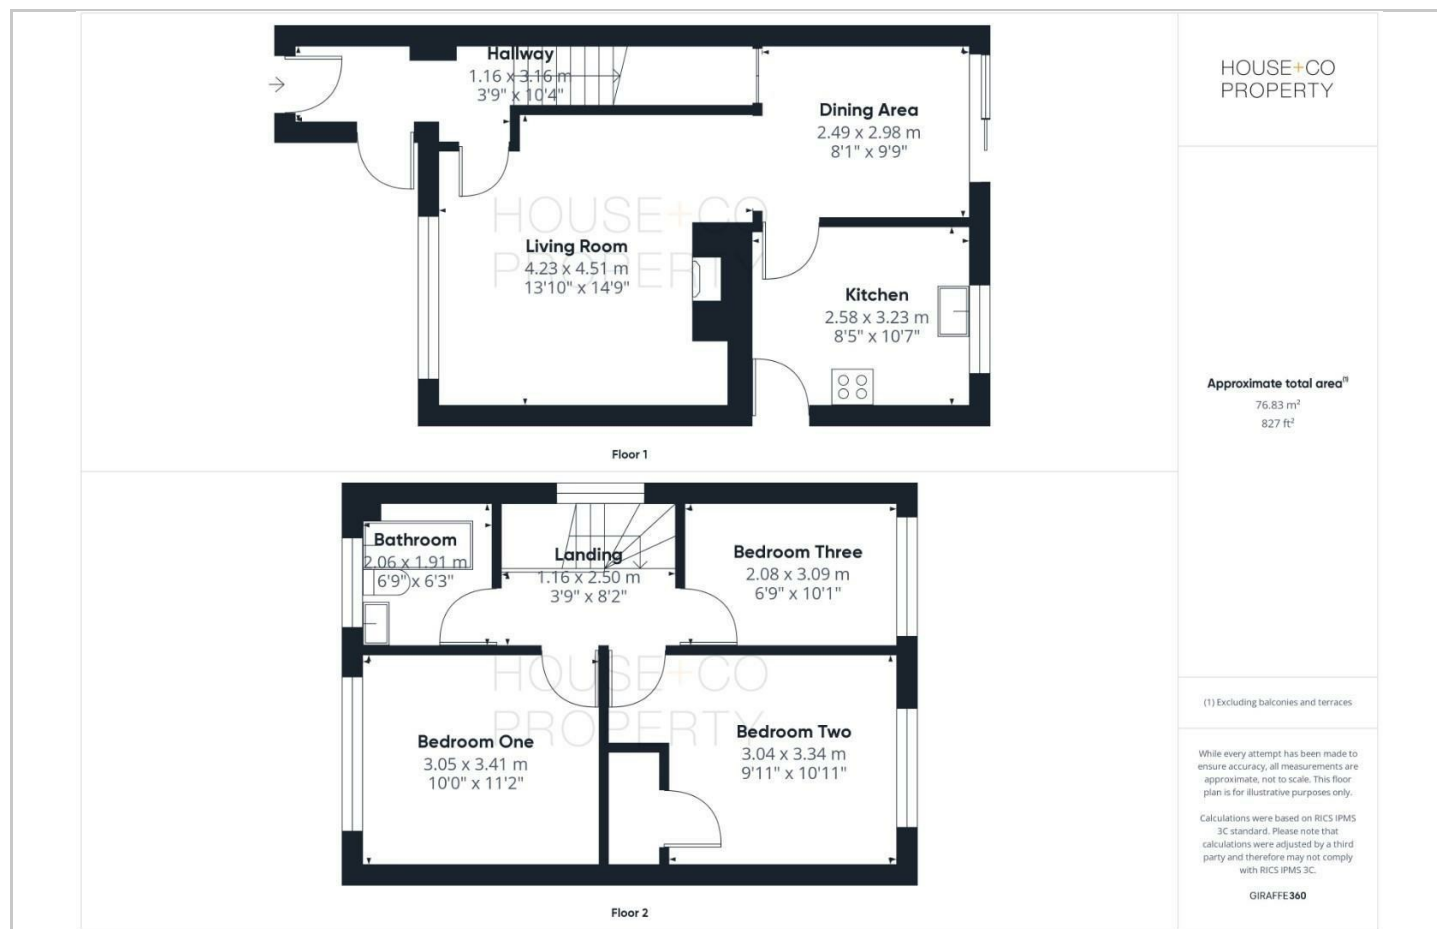 Hallway
1.16 x 3.16 m
3'9" x 10'4"
Dining Area
2.49 x 2.98 m
8'1" x 9'9"
HOUSE+CO
PROPERTY
Living Room
4.23 x 4.51 m
13'10" x 14'9"
Kitchen
2.58 x 3.23 m
8'5" x 10'7"
Floor 1
Bathroom
2.06 x 1.91 m
6'9" x 6'3"
Landing
1.16 x 2.50 m
3'9" x 8'2"
Bedroom Three
2.08 x 3.09 m
6'9" x 10'1"
HOUSE+CO
PROPERTY
Bedroom One
3.05 x 3.41 m
10'0" x 11'2"
Bedroom Two
3.04 x 3.34 m
9'11" x 10'11"
Floor 2
HOUSE+CO
PROPERTY
Approximate total area⁽¹⁾
76.83 m²
827 ft²
(1) Excluding balconies and terraces
While every attempt has been made to
ensure accuracy, all measurements are
approximate, not to scale. This floor
plan is for illustrative purposes only.
Calculations were based on RICS IPMS
3C standard. Please note that
calculations were adjusted by a third
party and therefore may not comply
with RICS IPMS 3C.
GIRAFFE360